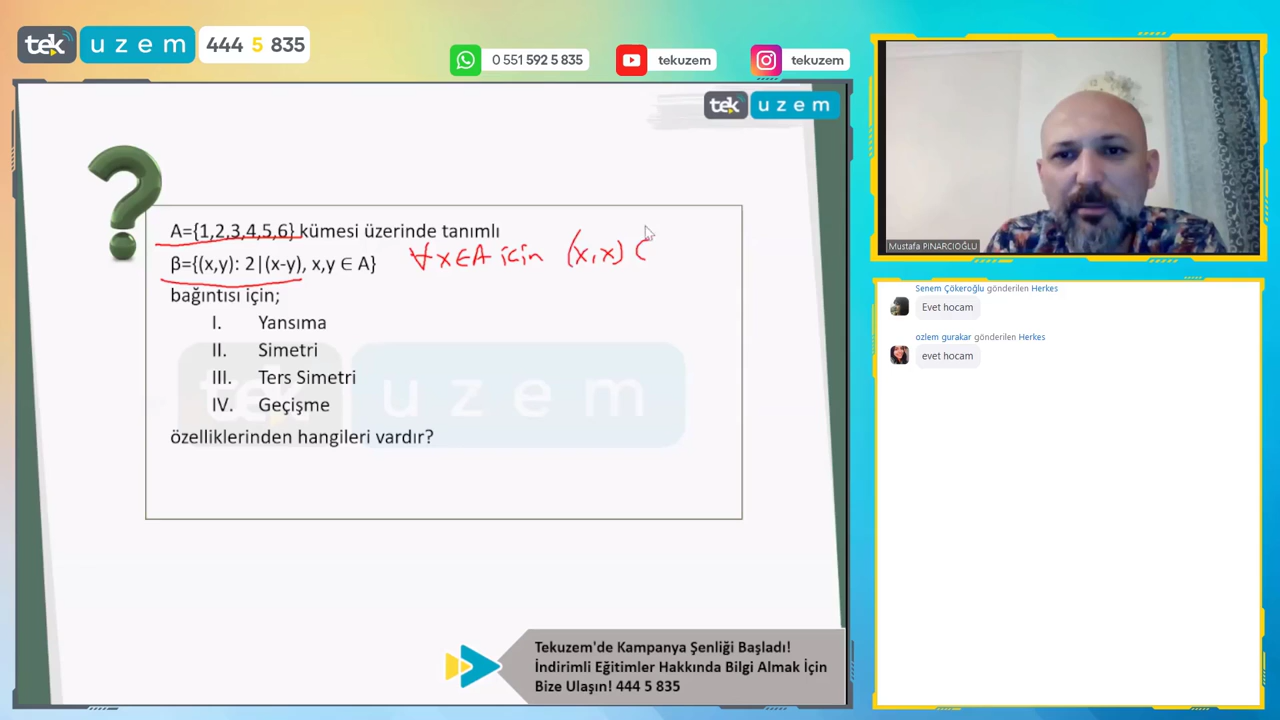 tek uzem 444 5 835
0 551 592 5 835
tekuzem
tekuzem
tek uzem
?
A={1,2,3,4,5,6} kümesi üzerinde tanımlı
β={(x,y): 2|(x-y), x,y ∈ A} ∀x∈A için (x,x) (
bağıntısı için;
I. Yansıma
II. Simetri
III. Ters Simetri
IV. Geçişme
tek uzem
özelliklerinden hangileri vardır?
Tekuzem'de Kampanya Şenliği Başladı!
İndirimli Eğitimler Hakkında Bilgi Almak İçin
Bize Ulaşın! 444 5 835
Mustafa PINARCIOĞLU
Senem Çökeroğlu gönderilen Herkes
Evet hocam
ozlem gurakar gönderilen Herkes
evet hocam